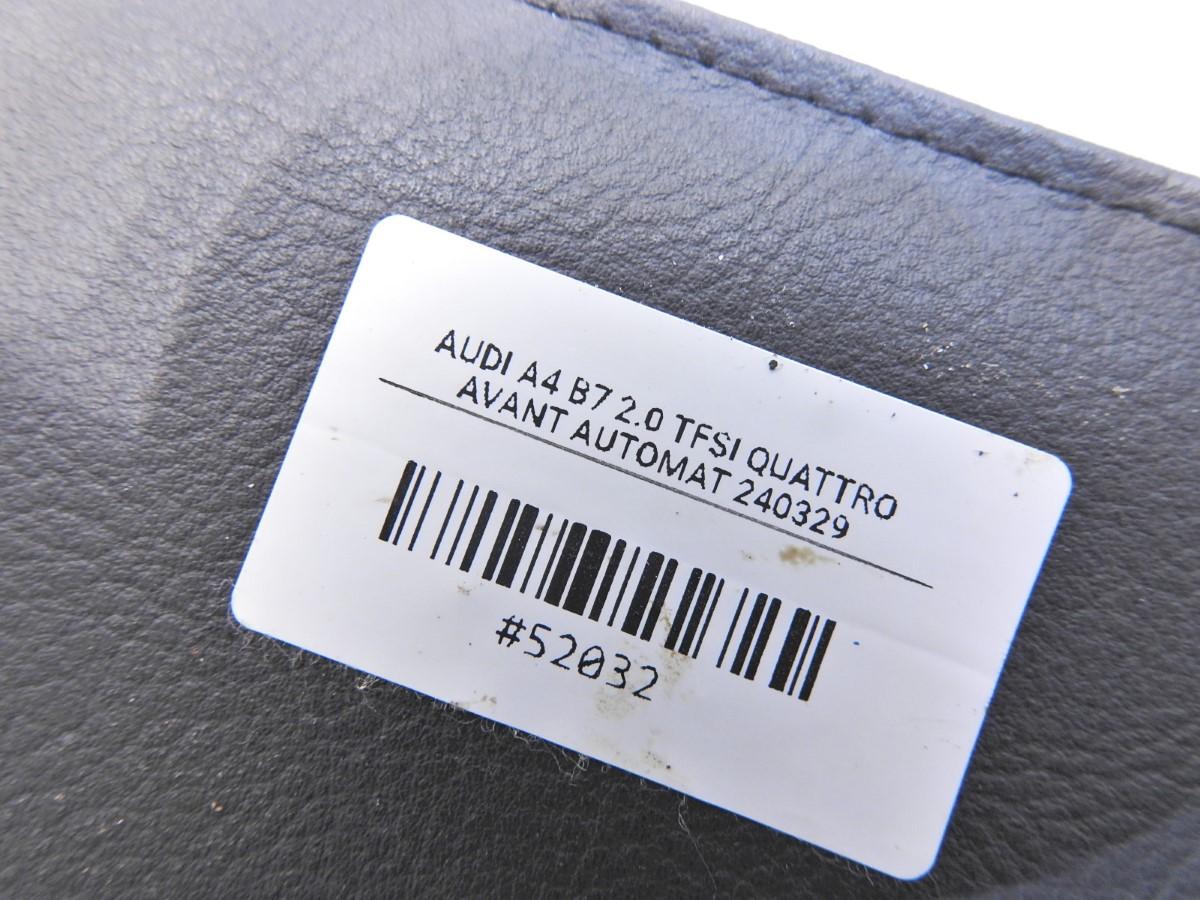 AUDI A4 B7 2.0 TFSI QUATTRO
AVANT AUTOMAT 240329
#52032